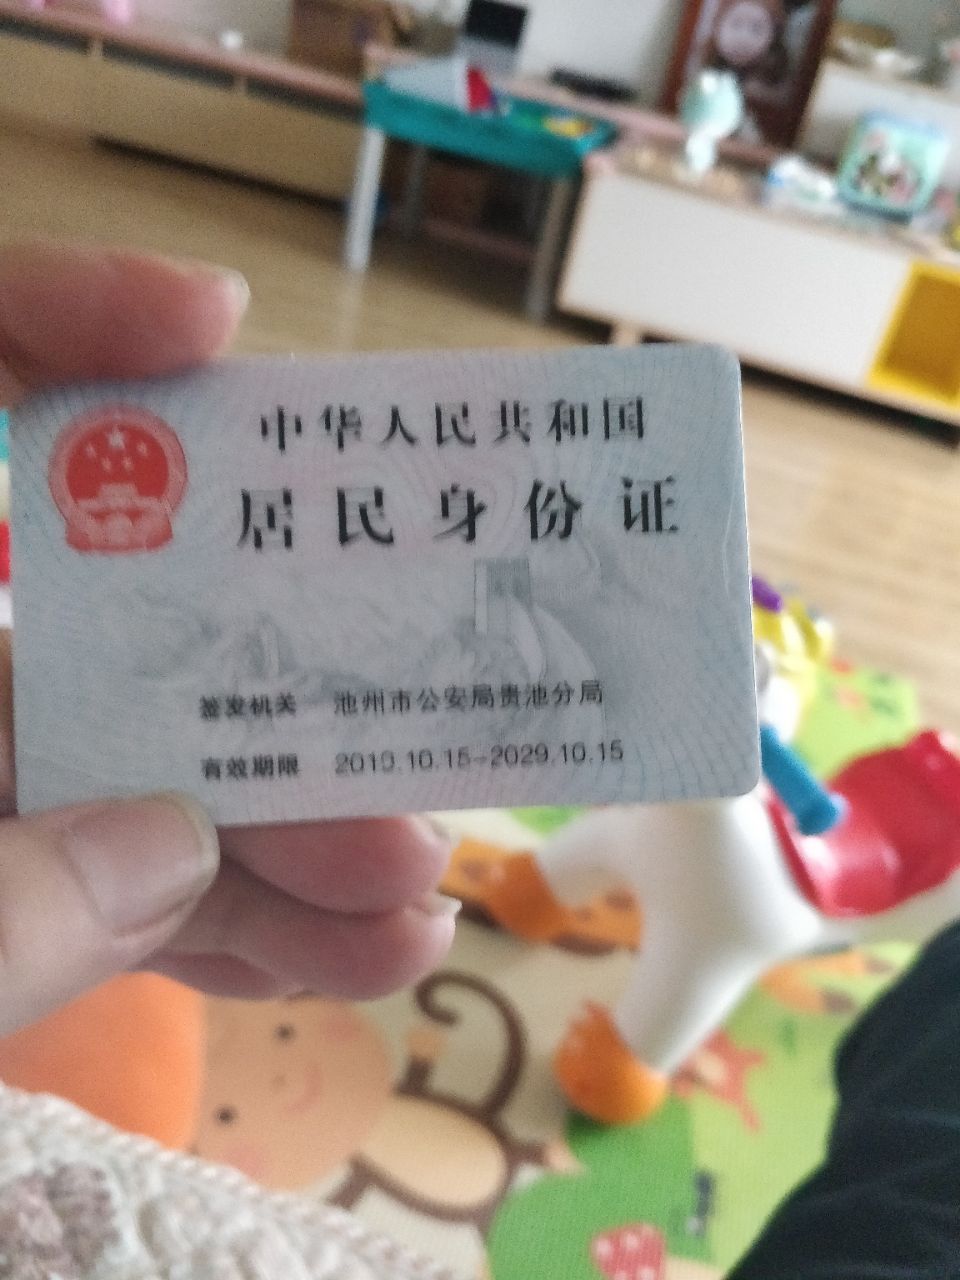 中华人民共和国
居民身份证
签发机关 池州市公安局贵池分局
有效期限 2019.10.15-2029.10.15